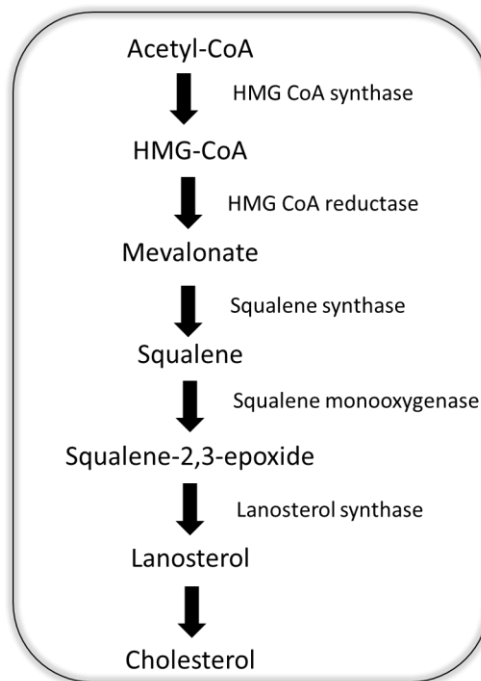 Acetyl-CoA
HMG CoA synthase
HMG-CoA
HMG CoA reductase
Mevalonate
Squalene synthase
Squalene
Squalene monooxygenase
Squalene-2,3-epoxide
Lanosterol synthase
Lanosterol
Cholesterol